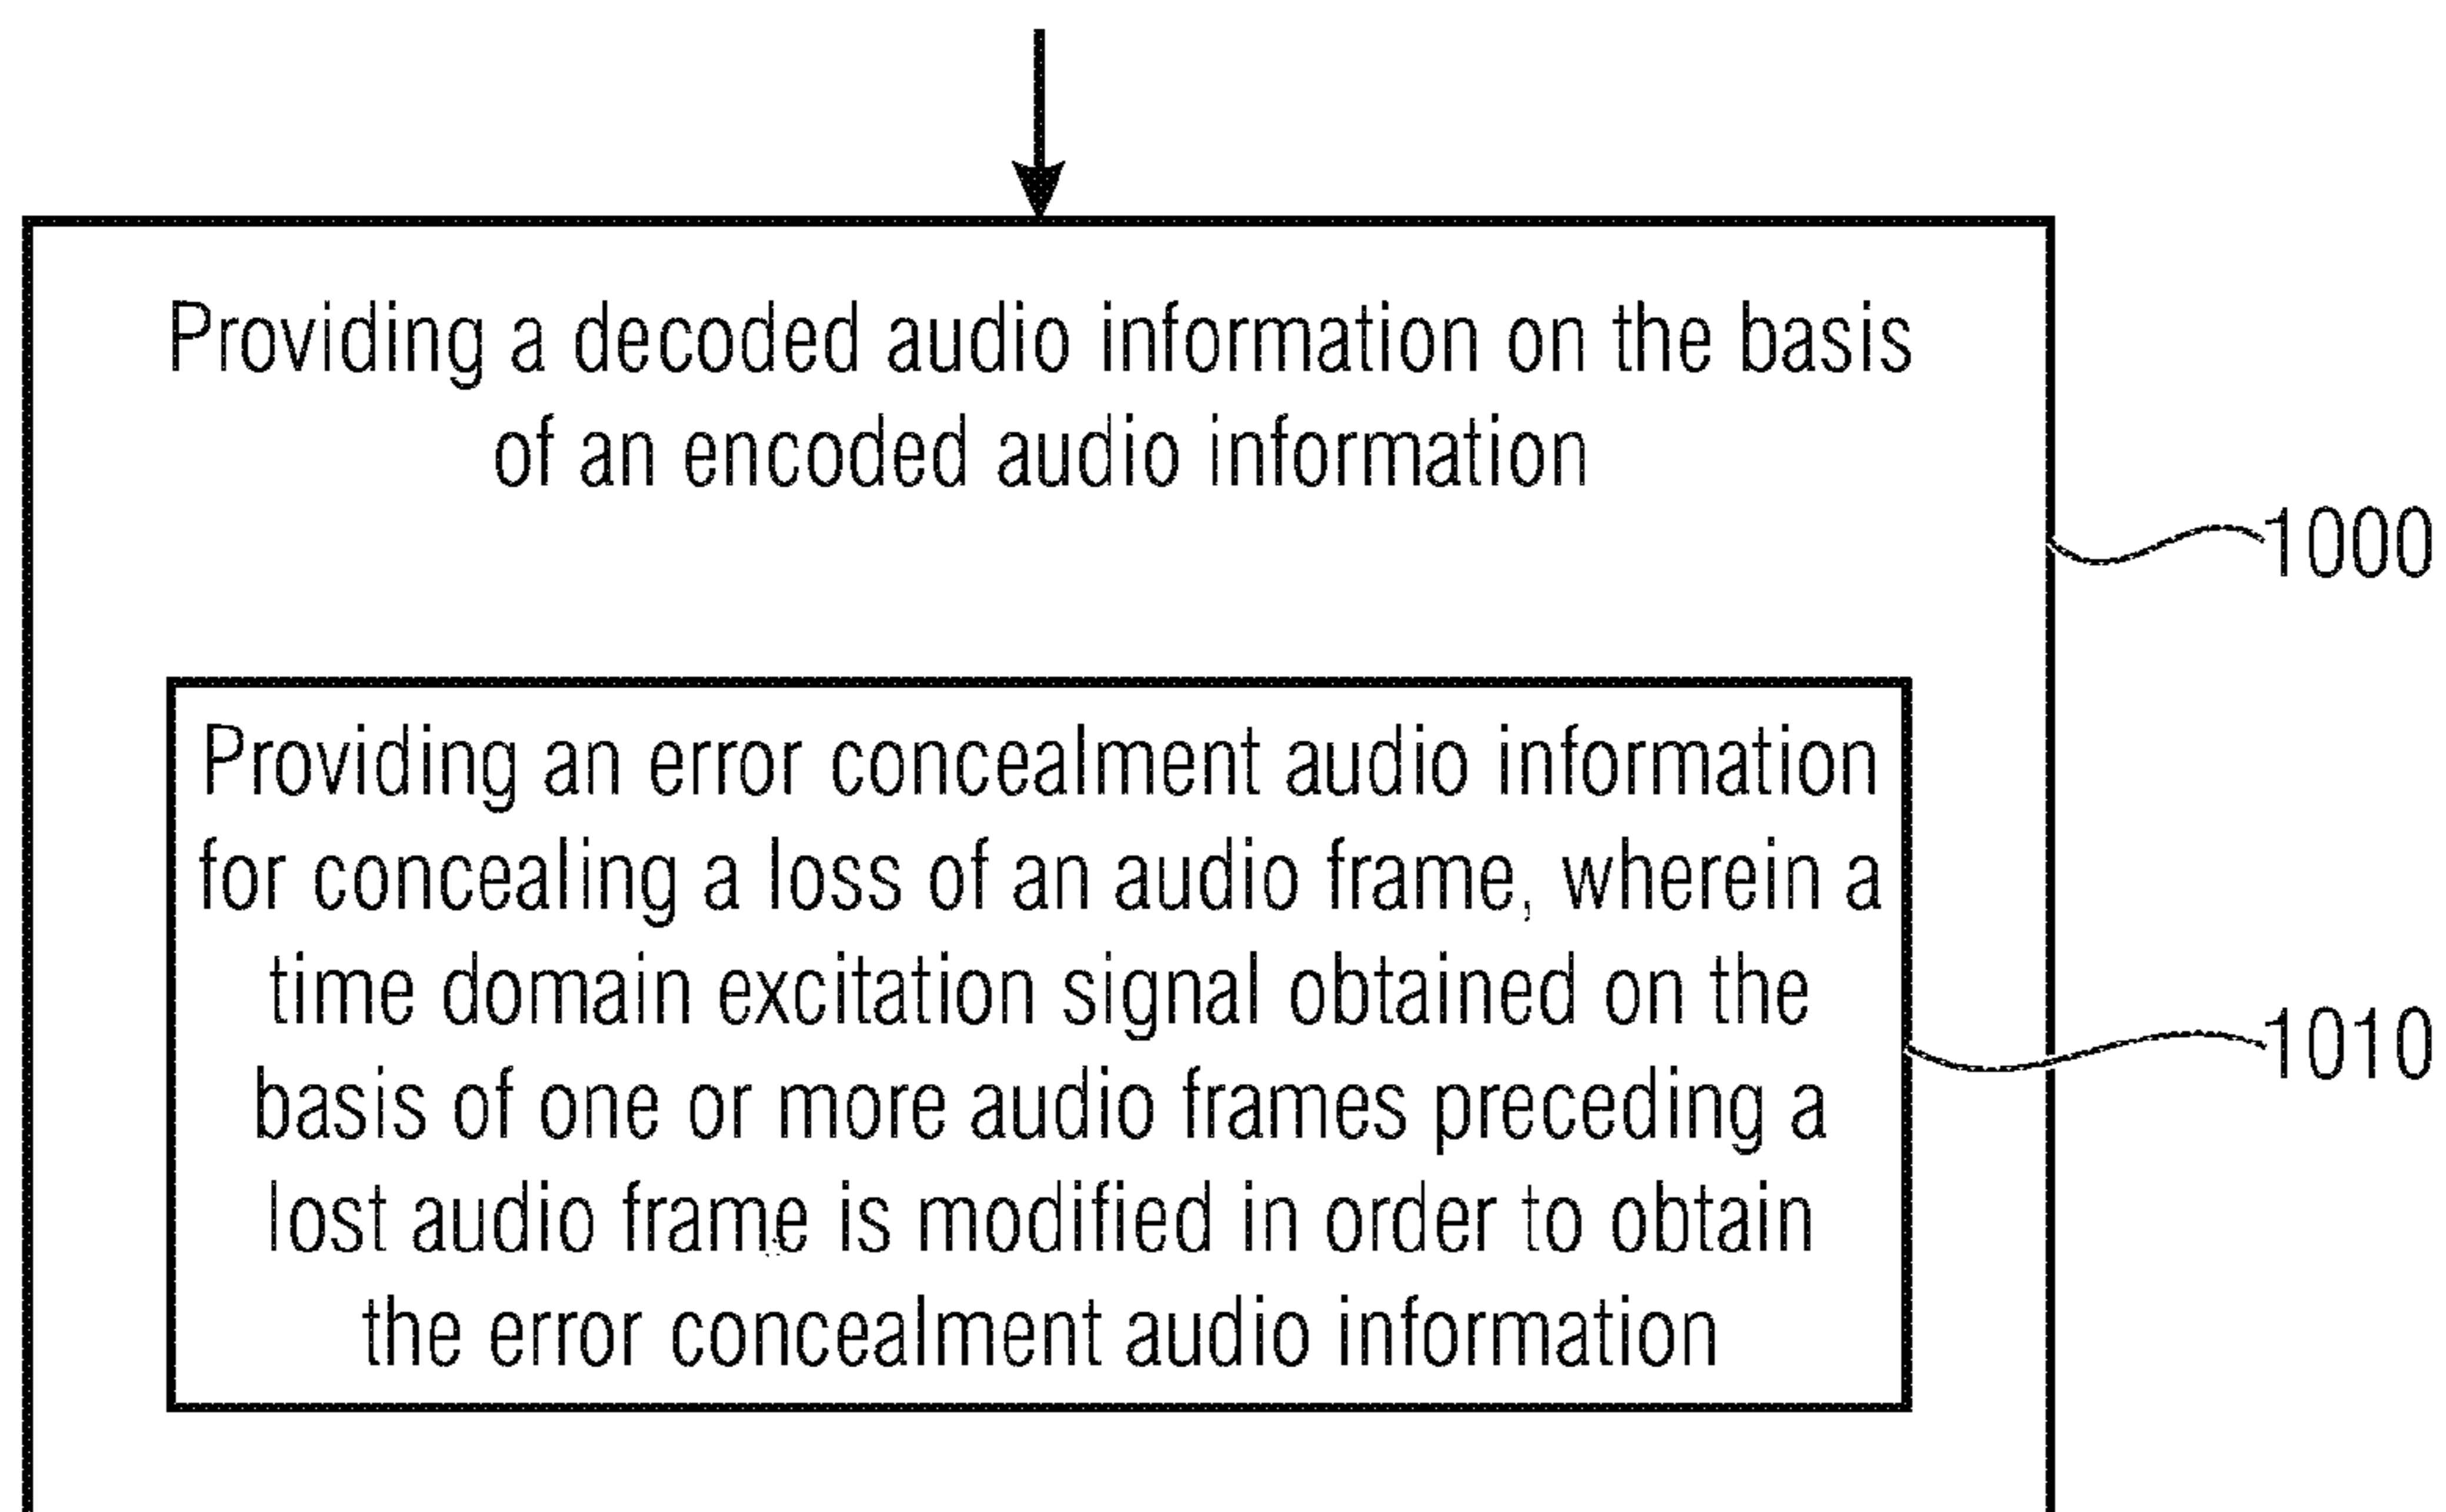 Providing a decoded audio information on the basis
of an encoded audio information
1000
Providing an error concealment audio information
for concealing a loss of an audio frame, wherein a
time domain excitation signal obtained on the
basis of one or more audio frames preceding a
lost audio frame is modified in order to obtain
the error concealment audio information
1010